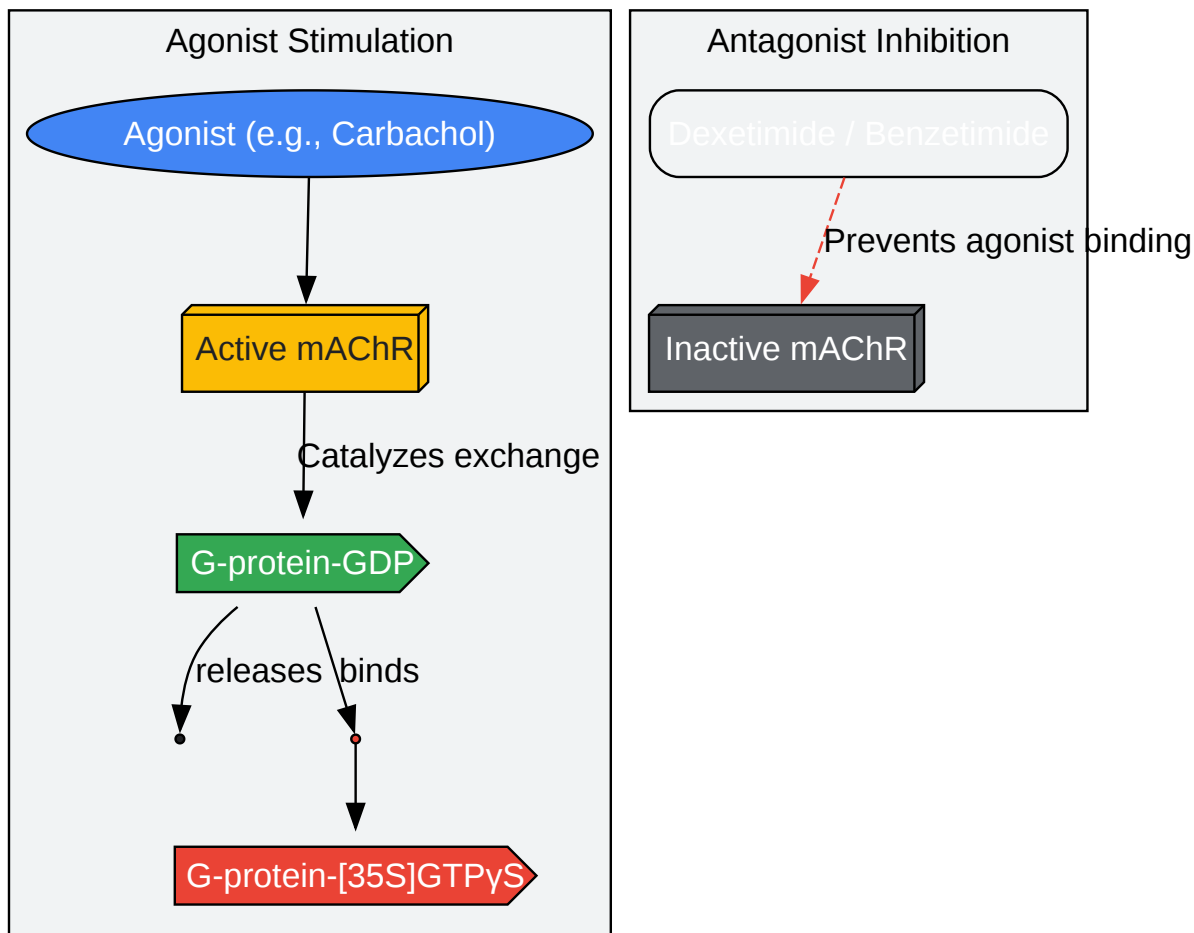 Agonist Stimulation
Agonist (e.g., Carbachol)
Active mAChR
Catalyzes exchange
G-protein-GDP
releases
binds
G-protein-[35S]GTPγS
Antagonist Inhibition
Dexetimide / Benzetimide
Prevents agonist binding
Inactive mAChR